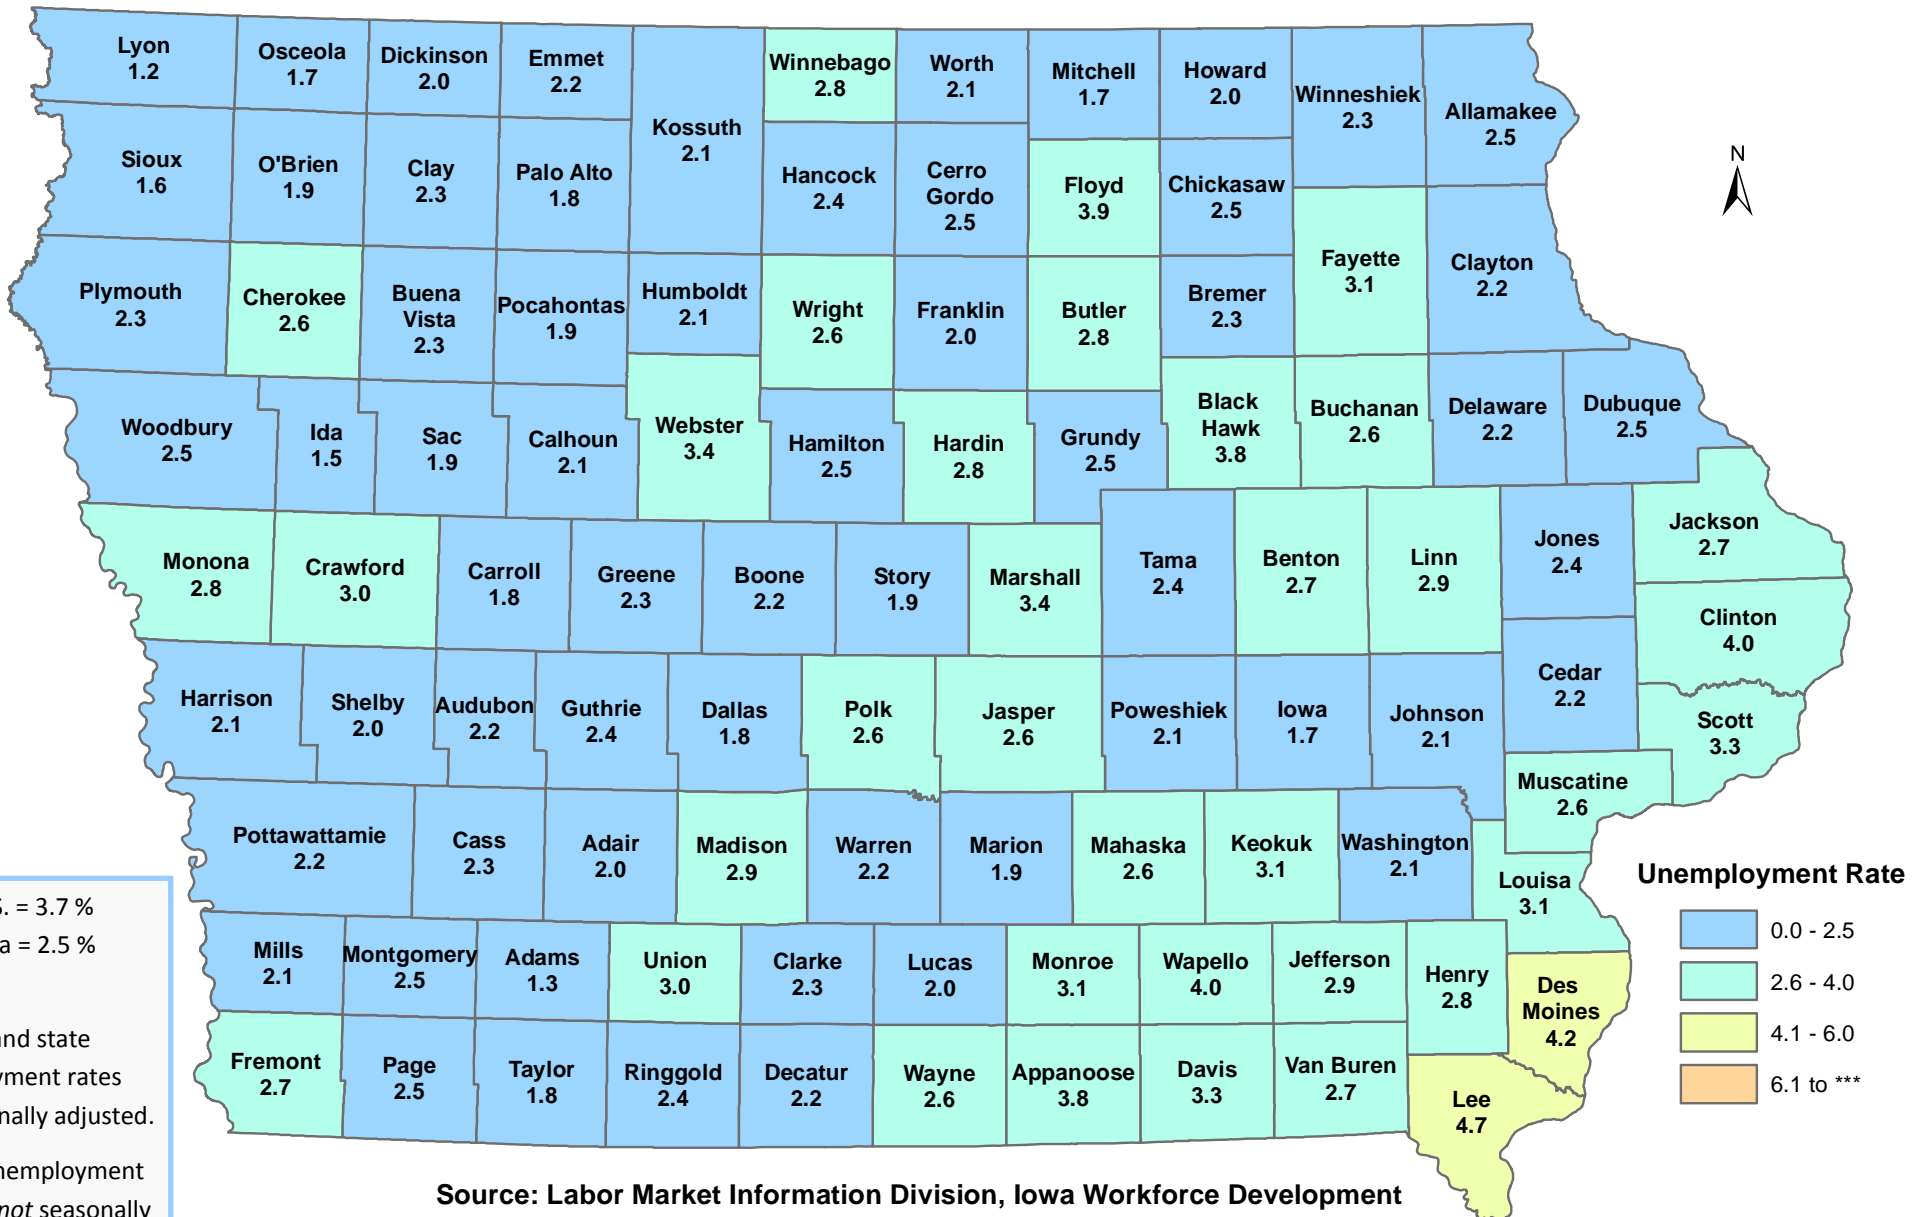 Lyon
1.2
Osceola
1.7
Dickinson
2.0
Emmet
2.2
Kossuth
2.1
Winnebago
2.8
Worth
2.1
Mitchell
1.7
Howard
2.0
Winneshiek
2.3
Allamakee
2.5
Sioux
1.6
O'Brien
1.9
Clay
2.3
Palo Alto
1.8
Hancock
2.4
Cerro
Gordo
2.5
Floyd
3.9
Chickasaw
2.5
N
Plymouth
2.3
Cherokee
2.6
Buena
Vista
2.3
Pocahontas
1.9
Humboldt
2.1
Wright
2.6
Franklin
2.0
Butler
2.8
Bremer
2.3
Fayette
3.1
Clayton
2.2
Woodbury
2.5
Ida
1.5
Sac
1.9
Calhoun
2.1
Webster
3.4
Hamilton
2.5
Hardin
2.8
Grundy
2.5
Black
Hawk
3.8
Buchanan
2.6
Delaware
2.2
Dubuque
2.5
Monona
2.8
Crawford
3.0
Carroll
1.8
Greene
2.3
Boone
2.2
Story
1.9
Marshall
3.4
Tama
2.4
Benton
2.7
Linn
2.9
Jones
2.4
Jackson
2.7
Clinton
4.0
Harrison
2.1
Shelby
2.0
Audubon
2.2
Guthrie
2.4
Dallas
1.8
Polk
2.6
Jasper
2.6
Poweshiek
2.1
Iowa
1.7
Johnson
2.1
Cedar
2.2
Scott
3.3
Muscatine
2.6
Pottawattamie
2.2
Cass
2.3
Adair
2.0
Madison
2.9
Warren
2.2
Marion
1.9
Mahaska
2.6
Keokuk
3.1
Washington
2.1
Louisa
3.1
Mills
2.1
Montgomery
2.5
Adams
1.3
Union
3.0
Clarke
2.3
Lucas
2.0
Monroe
3.1
Wapello
4.0
Jefferson
2.9
Henry
2.8
Des
Moines
4.2
Fremont
2.7
Page
2.5
Taylor
1.8
Ringgold
2.4
Decatur
2.2
Wayne
2.6
Appanoose
3.8
Davis
3.3
Van Buren
2.7
Lee
4.7
Unemployment Rate
0.0 - 2.5
2.6 - 4.0
4.1 - 6.0
6.1 to ***
S. = 3.7 %
a = 2.5 %
and state
yment rates
nally adjusted.
nemployment
not seasonally
Source: Labor Market Information Division, Iowa Workforce Development